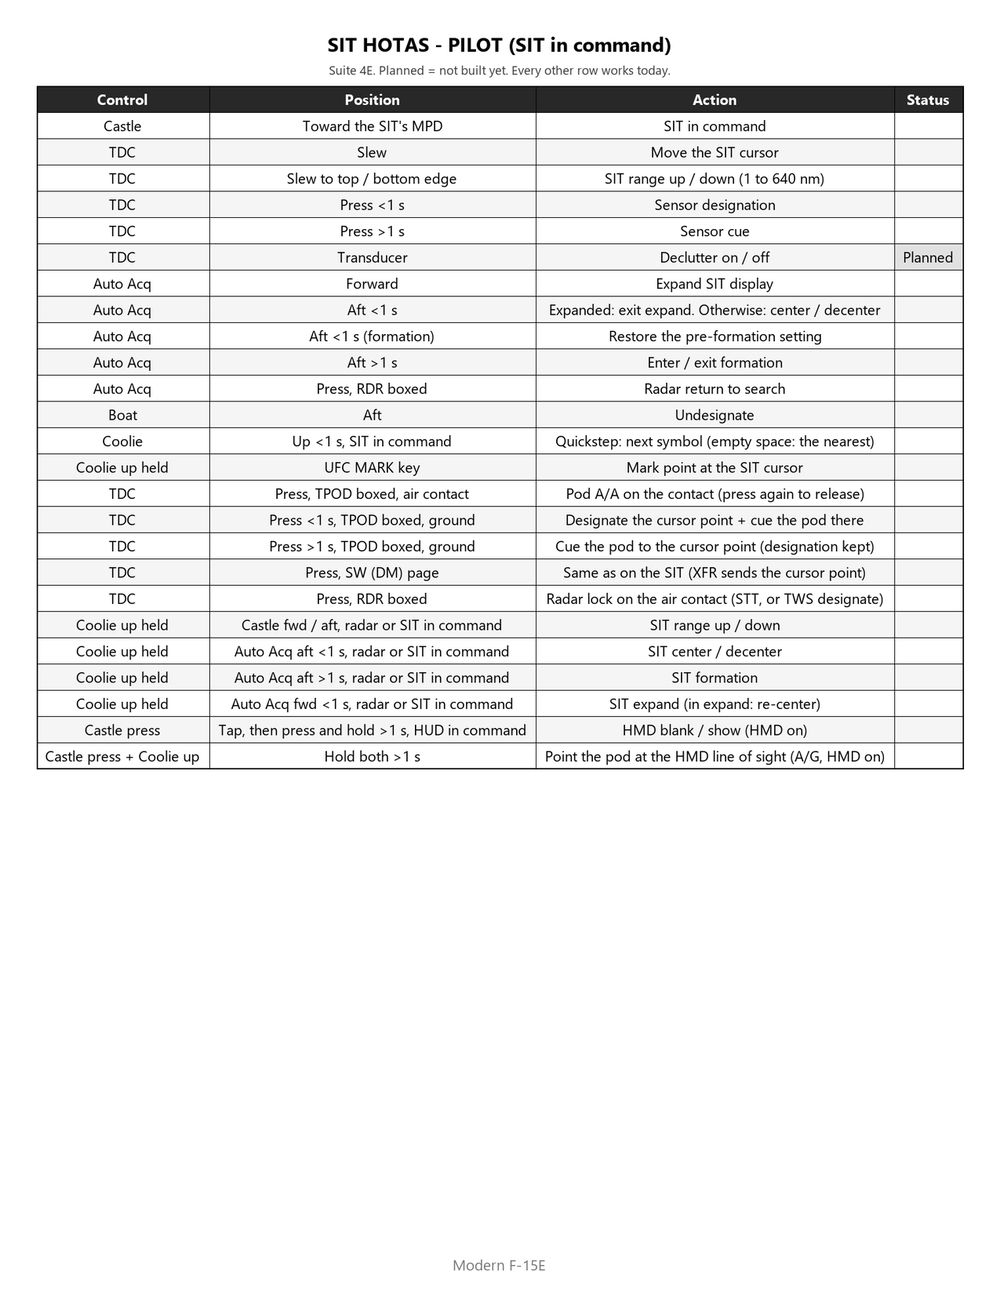 SIT HOTAS - PILOT (SIT in command)
Suite 4E. Planned = not built yet. Every other row works today.
Control Position Action Status
Castle Toward the SIT's MPD SIT in command
TDC Slew Move the SIT cursor
TDC Slew to top / bottom edge SIT range up / down (1 to 640 nm)
TDC Press <1 s Sensor designation
TDC Press >1 s Sensor cue
TDC Transducer Declutter on / off Planned
Auto Acq Forward Expand SIT display
Auto Acq Aft <1 s Expanded: exit expand. Otherwise: center / decenter
Auto Acq Aft <1 s (formation) Restore the pre-formation setting
Auto Acq Aft >1 s Enter / exit formation
Auto Acq Press, RDR boxed Radar return to search
Boat Aft Undesignate
Coolie Up <1 s, SIT in command Quickstep: next symbol (empty space: the nearest)
Coolie up held UFC MARK key Mark point at the SIT cursor
TDC Press, TPOD boxed, air contact Pod A/A on the contact (press again to release)
TDC Press <1 s, TPOD boxed, ground Designate the cursor point + cue the pod there
TDC Press >1 s, TPOD boxed, ground Cue the pod to the cursor point (designation kept)
TDC Press, SW (DM) page Same as on the SIT (XFR sends the cursor point)
TDC Press, RDR boxed Radar lock on the air contact (STT, or TWS designate)
Coolie up held Castle fwd / aft, radar or SIT in command SIT range up / down
Coolie up held Auto Acq aft <1 s, radar or SIT in command SIT center / decenter
Coolie up held Auto Acq aft >1 s, radar or SIT in command SIT formation
Coolie up held Auto Acq fwd <1 s, radar or SIT in command SIT expand (in expand: re-center)
Castle press Tap, then press and hold >1 s, HUD in command HMD blank / show (HMD on)
Castle press + Coolie up Hold both >1 s Point the pod at the HMD line of sight (A/G, HMD on)
Modern F-15E